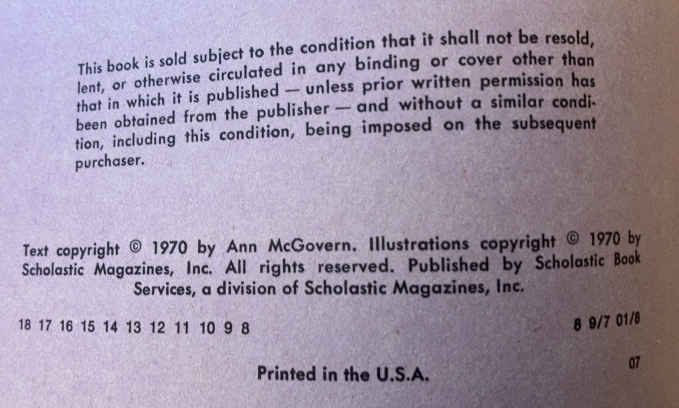 This book is sold subject to the condition that it shall not be resold,
lent, or otherwise circulated in any binding or cover other than
that in which it is published — unless prior written permission has
been obtained from the publisher — and without a similar condi-
tion, including this condition, being imposed on the subsequent
purchaser.
Text copyright © 1970 by Ann McGovern. Illustrations copyright © 1970 by
Scholastic Magazines, Inc. All rights reserved. Published by Scholastic Book
Services, a division of Scholastic Magazines, Inc.
18 17 16 15 14 13 12 11 10 9 8 8 9/7 01/8
07
Printed in the U.S.A.